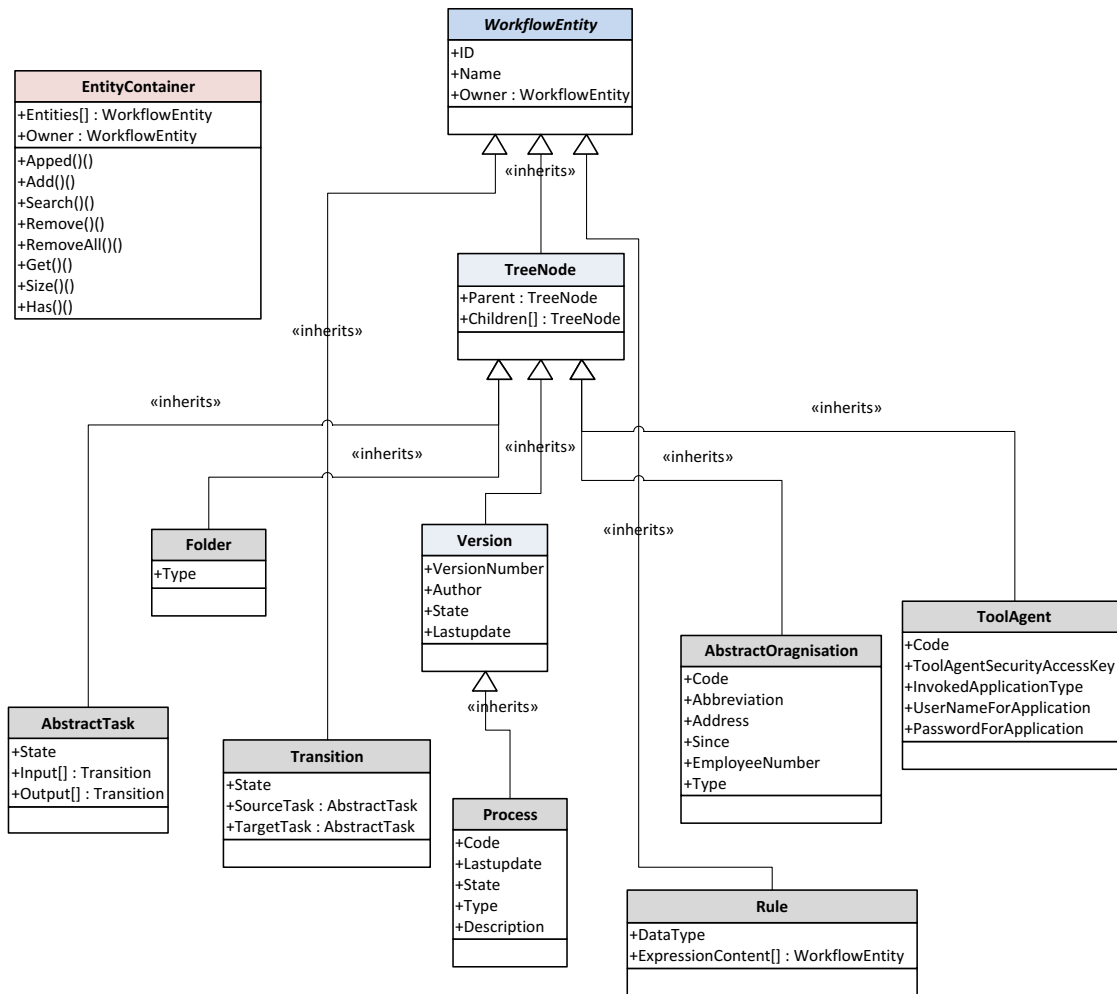 WorkflowEntity
+ID
+Name
+Owner : WorkflowEntity
EntityContainer
+Entities[] : WorkflowEntity
+Owner : WorkflowEntity
+Apped()()
+Add()()
+Search()()
+Remove()()
+RemoveAll()()
+Get()()
+Size()()
+Has()()
«inherits»
TreeNode
+Parent : TreeNode
+Children[] : TreeNode
«inherits»
«inherits»
«inherits»
«inherits»
«inherits»
«inherits»
«inherits»
Folder
+Type
Version
+VersionNumber
+Author
+State
+Lastupdate
ToolAgent
+Code
+ToolAgentSecurityAccessKey
+InvokedApplicationType
+UserNameForApplication
+PasswordForApplication
AbstractOragnisation
+Code
+Abbreviation
+Address
+Since
+EmployeeNumber
+Type
«inherits»
AbstractTask
+State
+Input[] : Transition
+Output[] : Transition
Transition
+State
+SourceTask : AbstractTask
+TargetTask : AbstractTask
Process
+Code
+Lastupdate
+State
+Type
+Description
Rule
+DataType
+ExpressionContent[] : WorkflowEntity